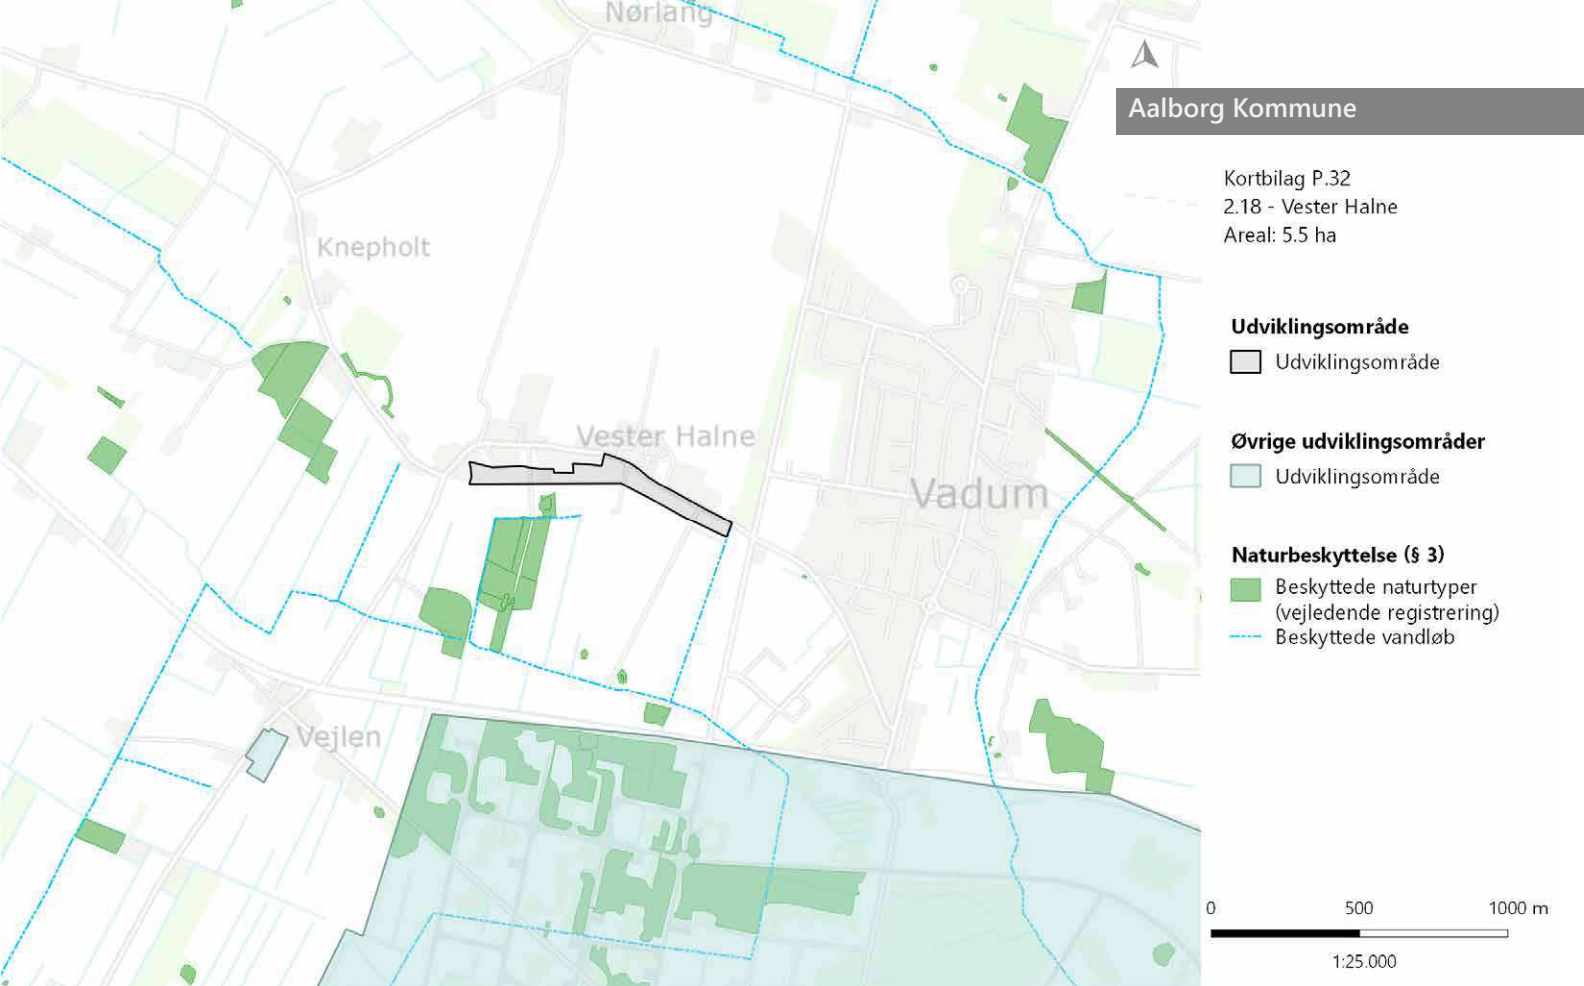 Nørlang
Aalborg Kommune
Kortbilag P.32
2.18 - Vester Halne
Areal: 5.5 ha
Knepholt
Udviklingsområde
Udviklingsområde
Vester Halne
Øvrige udviklingsområder
Udviklingsområde
Vadum
Naturbeskyttelse (§ 3)
Beskyttede naturtyper
(vejledende registrering)
Beskyttede vandløb
Vejlen
0 500 1000 m
1:25.000